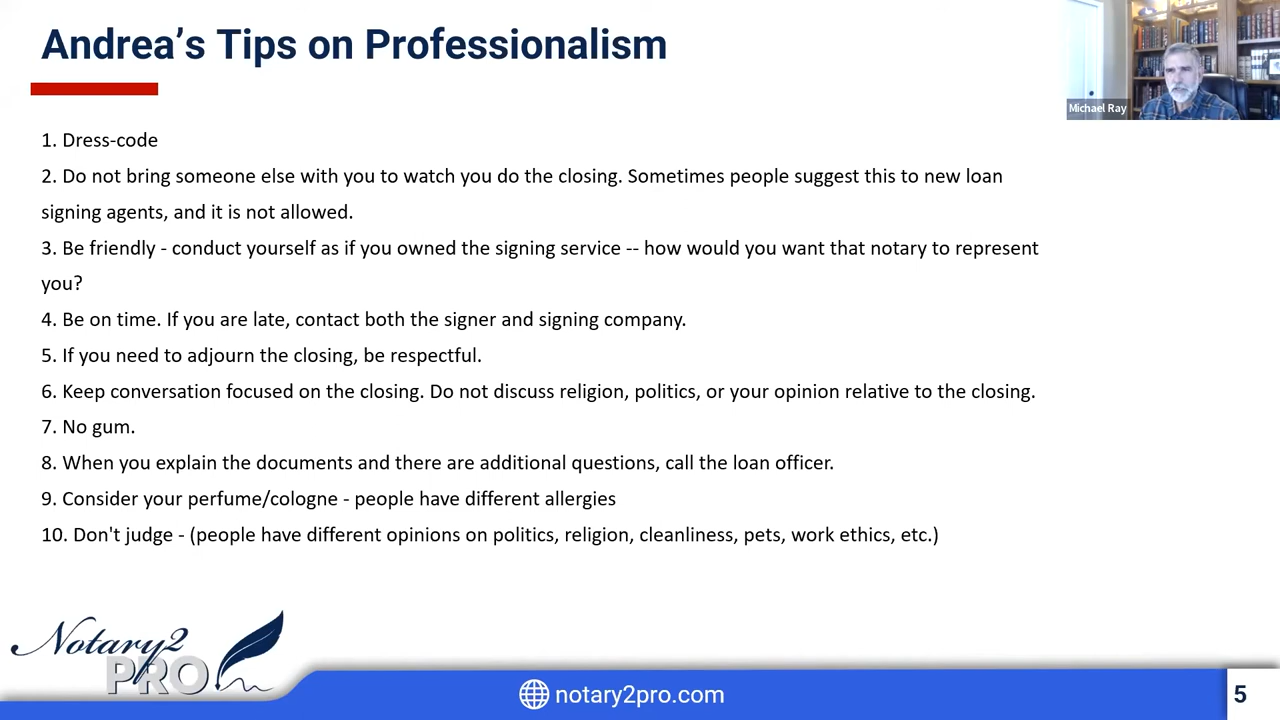 Andrea’s Tips on Professionalism
Michael Ray
1. Dress-code
2. Do not bring someone else with you to watch you do the closing. Sometimes people suggest this to new loan
signing agents, and it is not allowed.
3. Be friendly - conduct yourself as if you owned the signing service -- how would you want that notary to represent
you?
4. Be on time. If you are late, contact both the signer and signing company.
5. If you need to adjourn the closing, be respectful.
6. Keep conversation focused on the closing. Do not discuss religion, politics, or your opinion relative to the closing.
7. No gum.
8. When you explain the documents and there are additional questions, call the loan officer.
9. Consider your perfume/cologne - people have different allergies
10. Don't judge - (people have different opinions on politics, religion, cleanliness, pets, work ethics, etc.)
Notary2
PRO
notary2pro.com
5